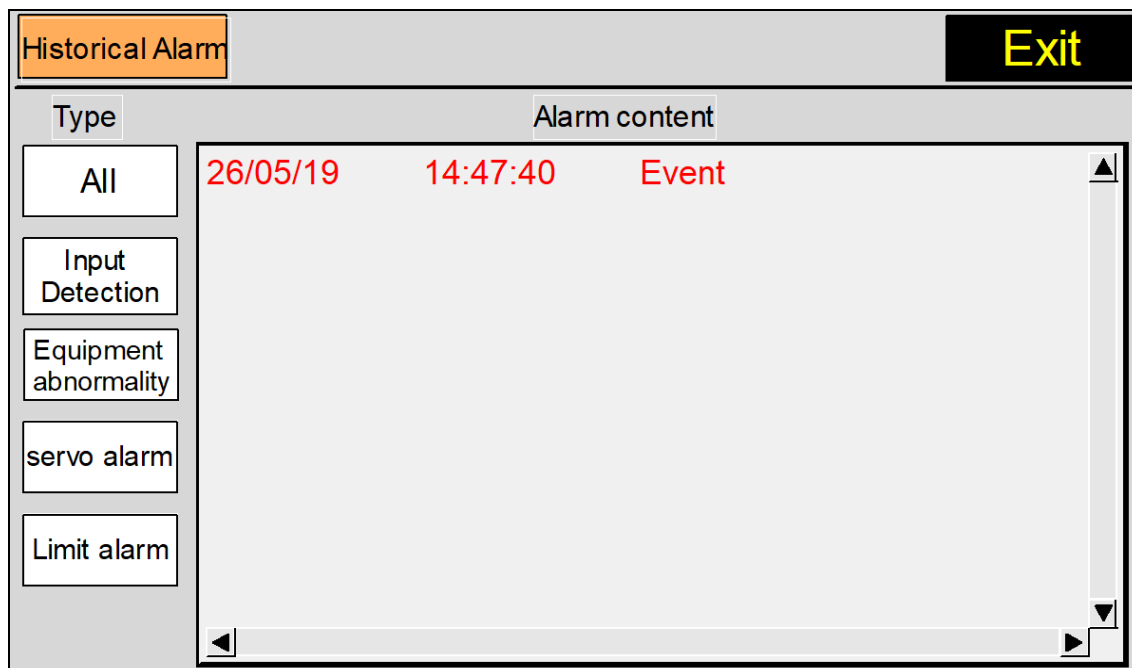 Historical Alarm
Exit
Type
Alarm content
All
26/05/19 14:47:40 Event
Input
Detection
Equipment
abnormality
servo alarm
Limit alarm